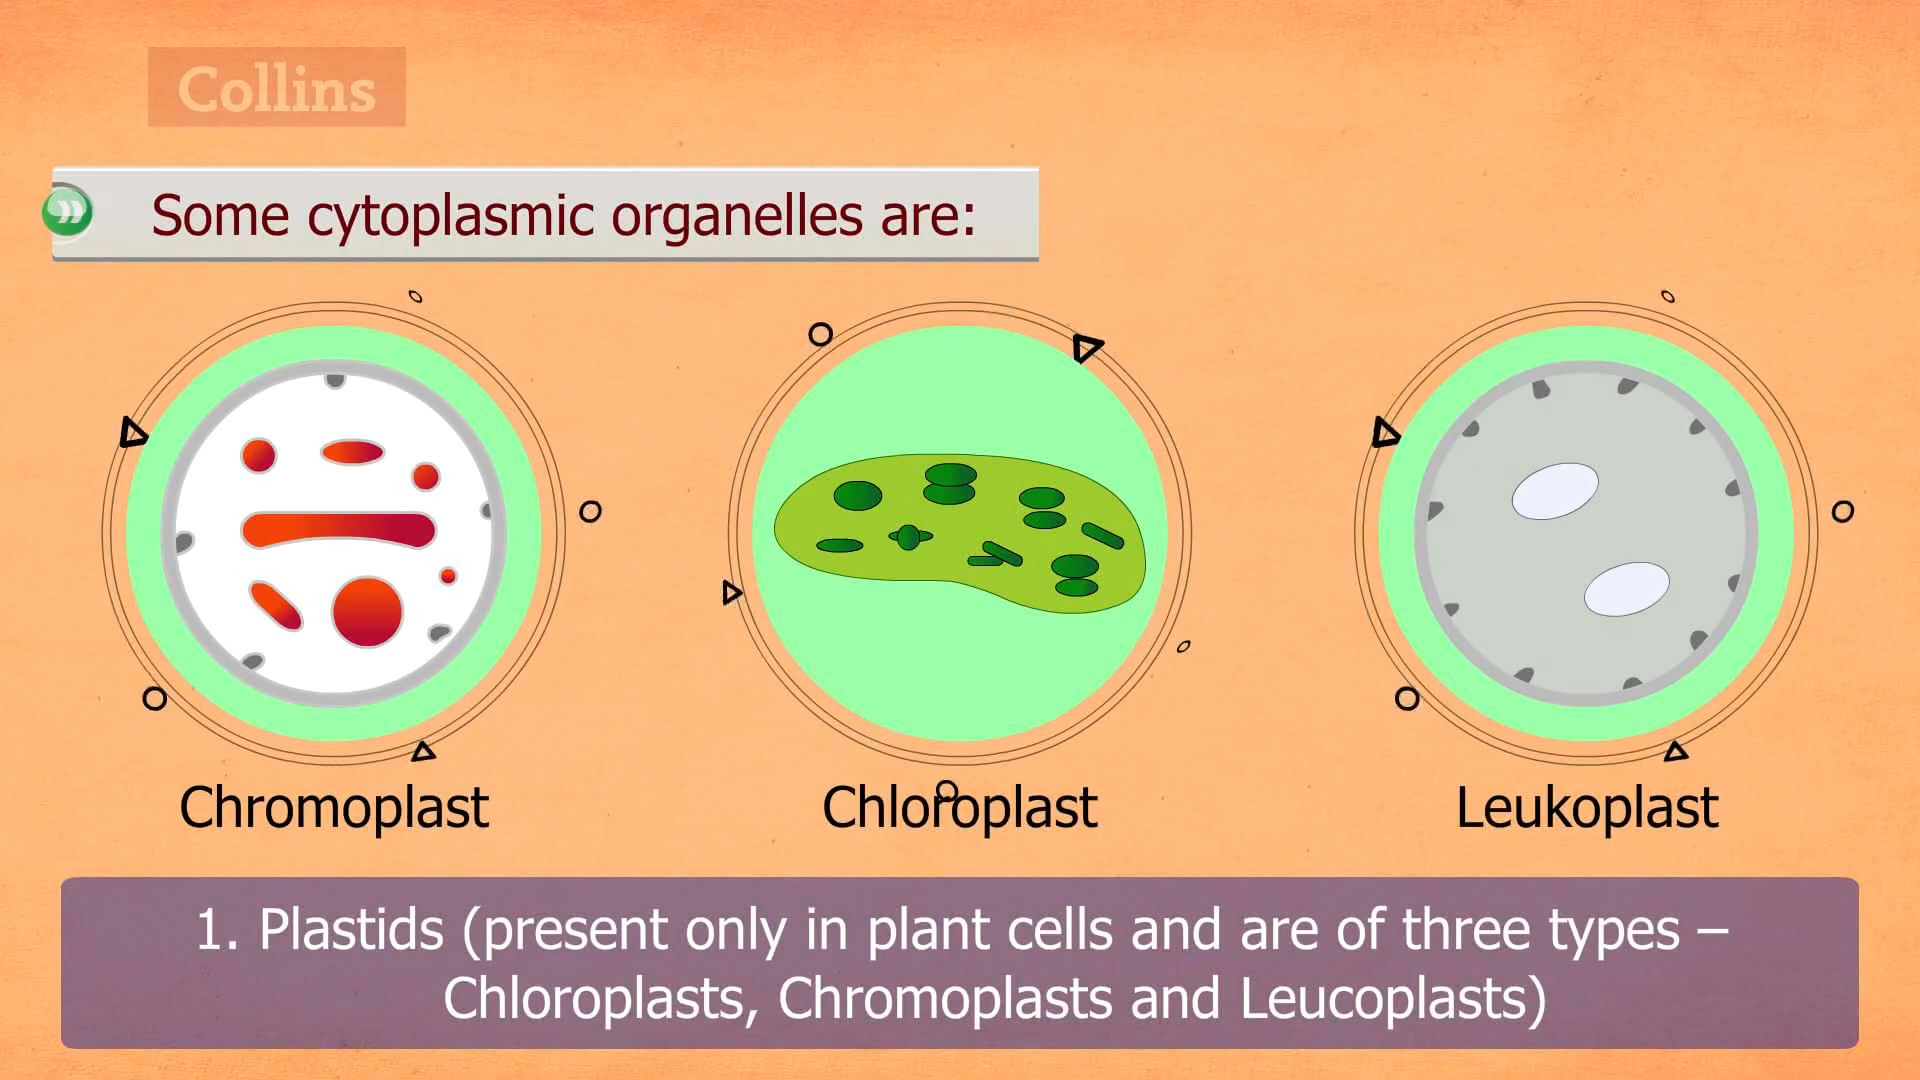 Collins
Some cytoplasmic organelles are:
Chromoplast
Chloroplast
Leukoplast
1. Plastids (present only in plant cells and are of three types –
Chloroplasts, Chromoplasts and Leucoplasts)